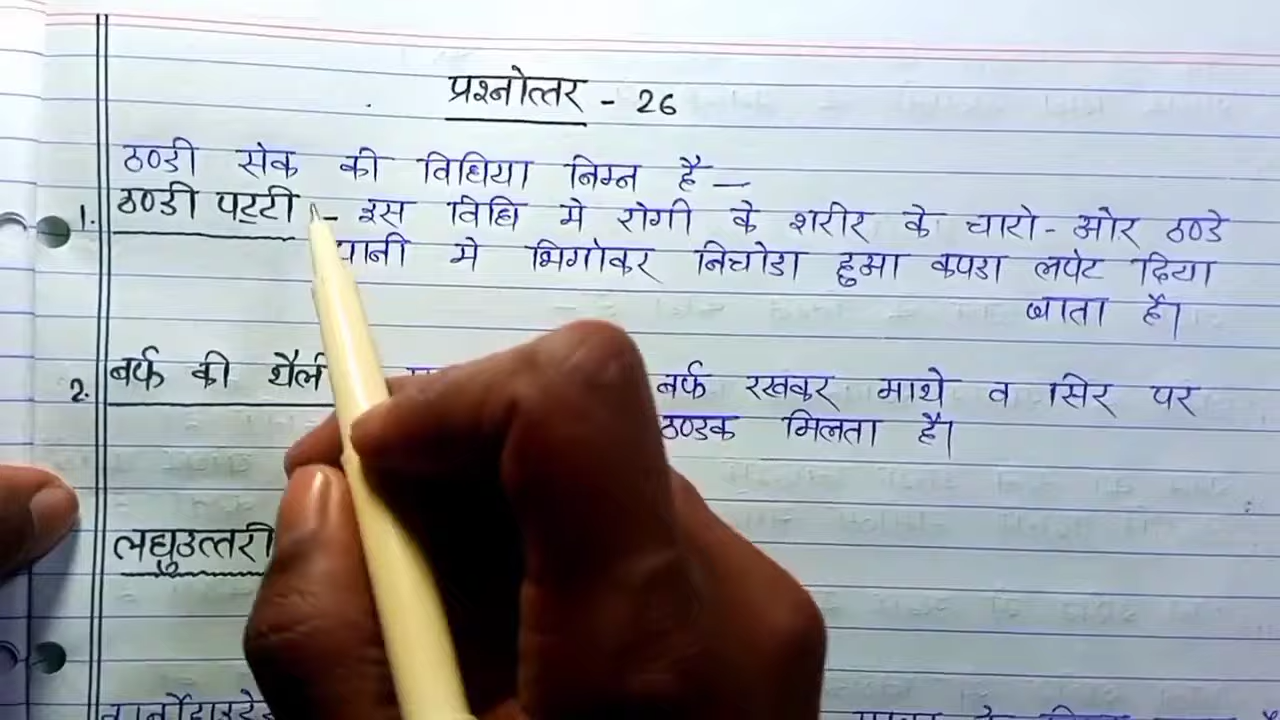 प्रश्नोत्तर - 26
ठण्डी सेक की विधिया निम्न है —
1. ठण्डी पट्टी - इस विधि मे रोगी के शरीर के चारो - ओर ठण्डे
पानी मे भिगोकर निचोडा हुआ कपडा लपेट दिया
जाता है।
2. बर्फ की बर्फ रखकर माथे व सिर पर
ठण्डक मिलता है।
लघुउत्तरी